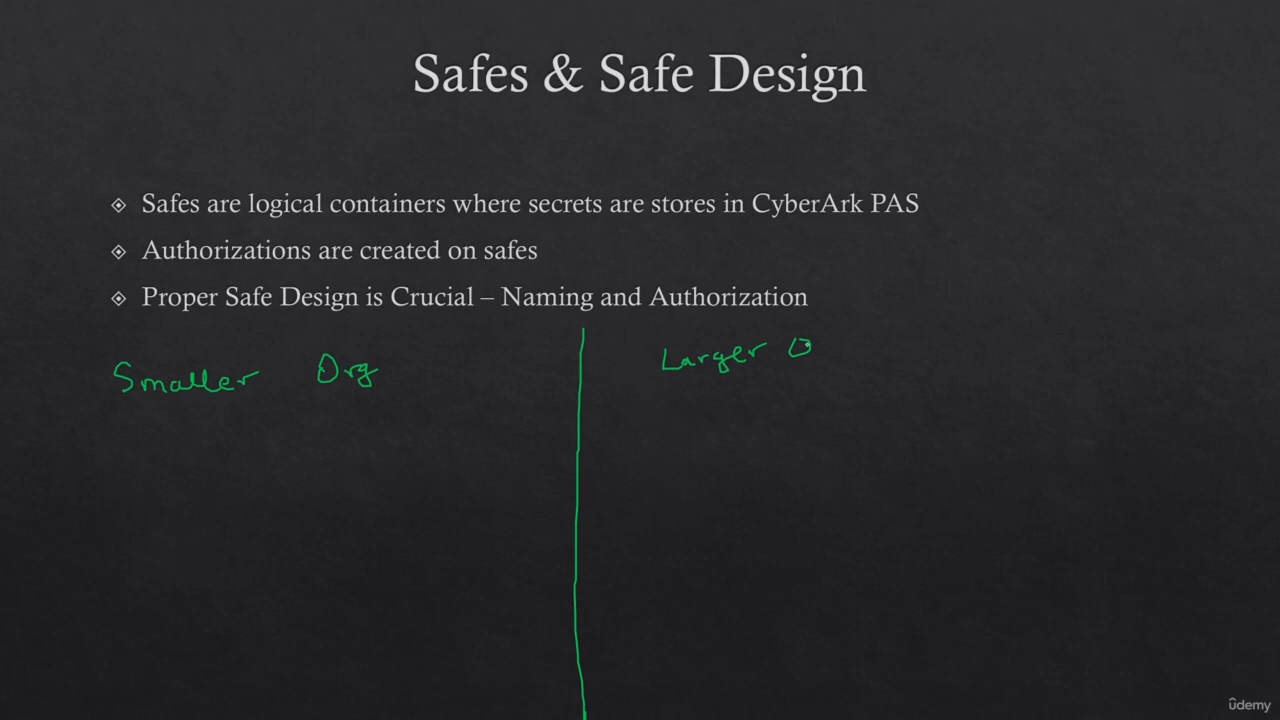 Safes & Safe Design
Safes are logical containers where secrets are stores in CyberArk PAS
Authorizations are created on safes
Proper Safe Design is Crucial – Naming and Authorization
Smaller Org
Larger O
udemy